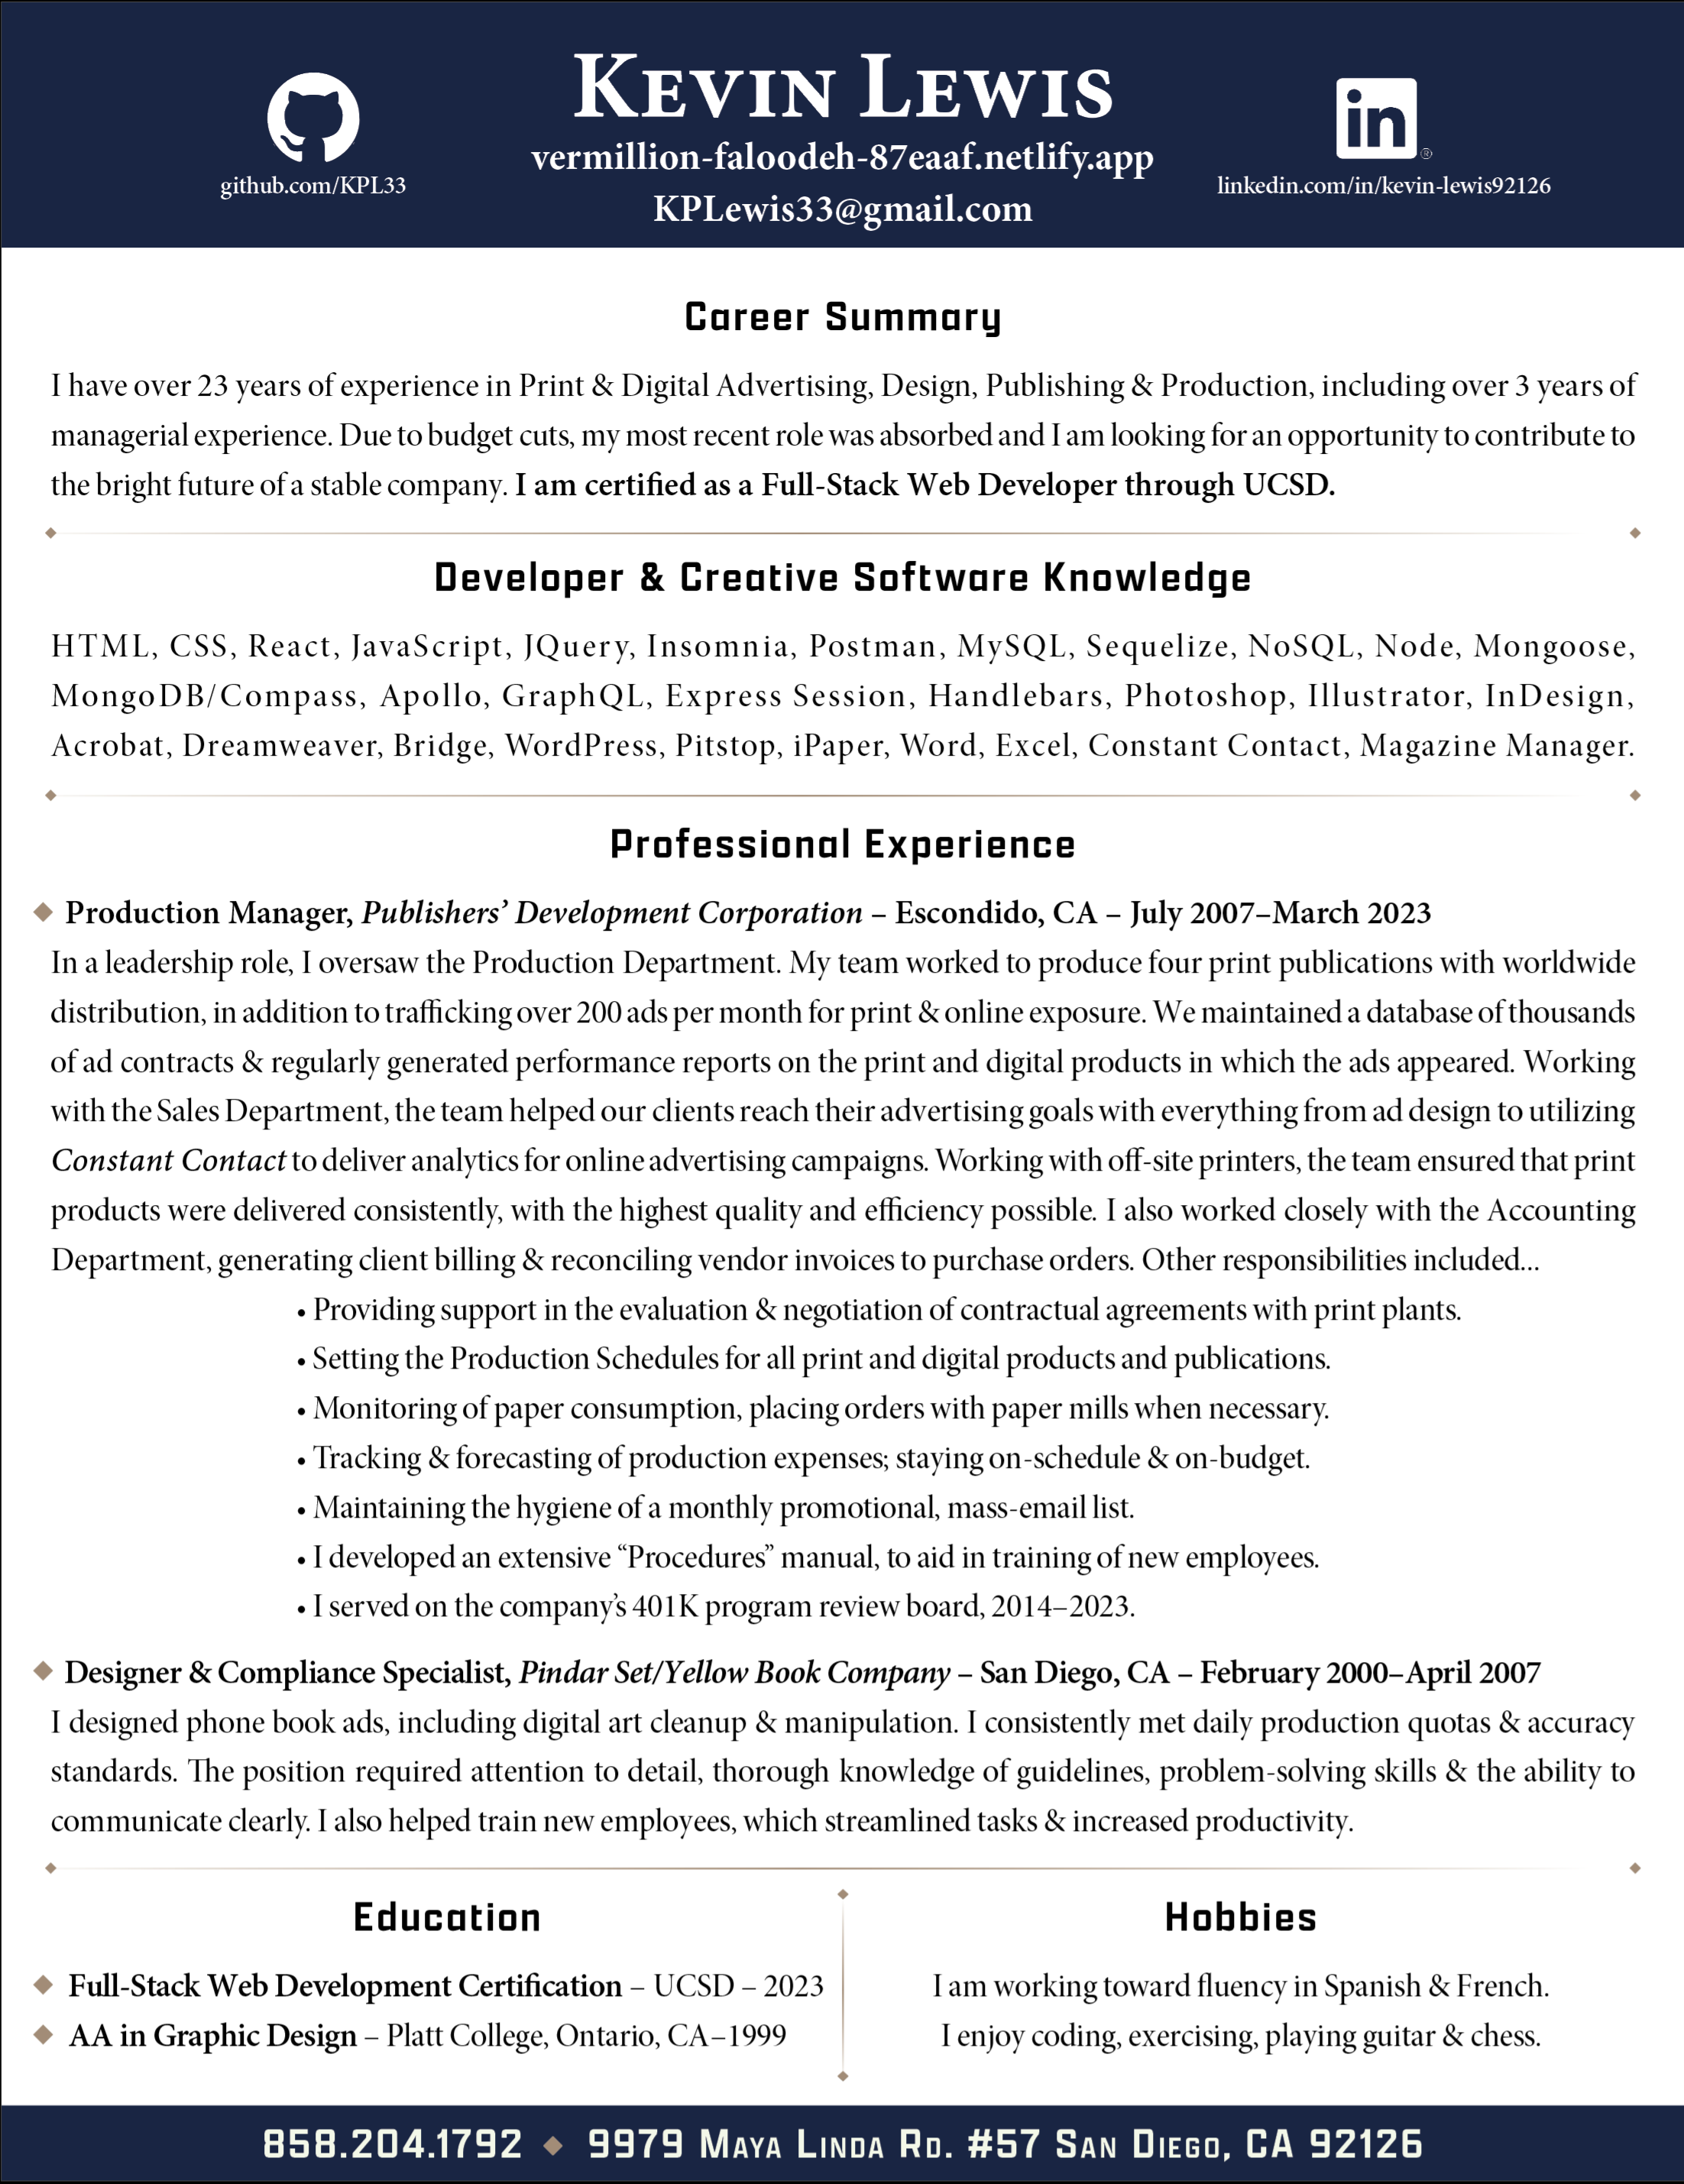 Kevin Lewis
vermillion-faloodeh-87eaaf.netlify.app
KPLewis33@gmail.com
github.com/KPL33
in
®
linkedin.com/in/kevin-lewis92126
Career Summary
I have over 23 years of experience in Print & Digital Advertising, Design, Publishing & Production, including over 3 years of
managerial experience. Due to budget cuts, my most recent role was absorbed and I am looking for an opportunity to contribute to
the bright future of a stable company. I am certified as a Full-Stack Web Developer through UCSD.
Developer & Creative Software Knowledge
HTML, CSS, React, JavaScript, JQuery, Insomnia, Postman, MySQL, Sequelize, NoSQL, Node, Mongoose,
MongoDB/Compass, Apollo, GraphQL, Express Session, Handlebars, Photoshop, Illustrator, InDesign,
Acrobat, Dreamweaver, Bridge, WordPress, Pitstop, iPaper, Word, Excel, Constant Contact, Magazine Manager.
Professional Experience
Production Manager, Publishers’ Development Corporation – Escondido, CA – July 2007–March 2023
In a leadership role, I oversaw the Production Department. My team worked to produce four print publications with worldwide
distribution, in addition to trafficking over 200 ads per month for print & online exposure. We maintained a database of thousands
of ad contracts & regularly generated performance reports on the print and digital products in which the ads appeared. Working
with the Sales Department, the team helped our clients reach their advertising goals with everything from ad design to utilizing
Constant Contact to deliver analytics for online advertising campaigns. Working with off-site printers, the team ensured that print
products were delivered consistently, with the highest quality and efficiency possible. I also worked closely with the Accounting
Department, generating client billing & reconciling vendor invoices to purchase orders. Other responsibilities included...
• Providing support in the evaluation & negotiation of contractual agreements with print plants.
• Setting the Production Schedules for all print and digital products and publications.
• Monitoring of paper consumption, placing orders with paper mills when necessary.
• Tracking & forecasting of production expenses; staying on-schedule & on-budget.
• Maintaining the hygiene of a monthly promotional, mass-email list.
• I developed an extensive “Procedures” manual, to aid in training of new employees.
• I served on the company’s 401K program review board, 2014–2023.
Designer & Compliance Specialist, Pindar Set/Yellow Book Company – San Diego, CA – February 2000–April 2007
I designed phone book ads, including digital art cleanup & manipulation. I consistently met daily production quotas & accuracy
standards. The position required attention to detail, thorough knowledge of guidelines, problem-solving skills & the ability to
communicate clearly. I also helped train new employees, which streamlined tasks & increased productivity.
Education
Full-Stack Web Development Certification – UCSD – 2023
AA in Graphic Design – Platt College, Ontario, CA–1999
Hobbies
I am working toward fluency in Spanish & French.
I enjoy coding, exercising, playing guitar & chess.
858.204.1792 ◆ 9979 Maya Linda Rd. #57 San Diego, CA 92126